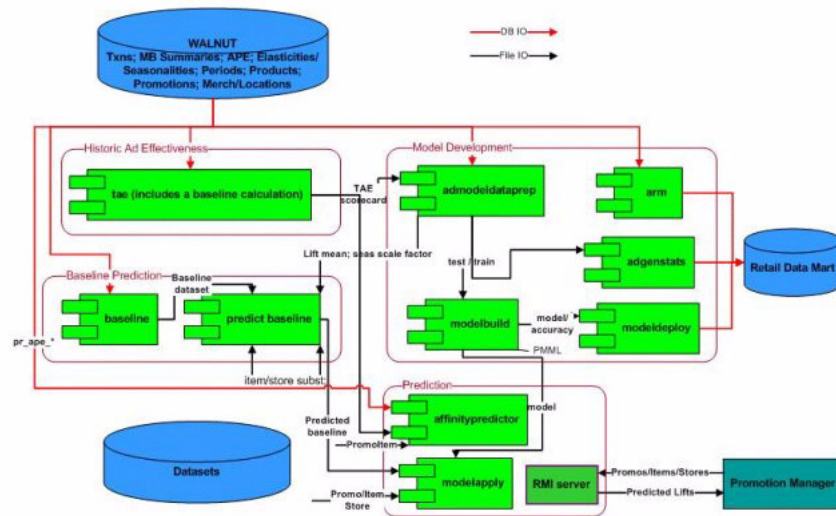 WALNUT
Txns; MB Summaries; APE; Elasticities/
Seasonalities; Periods; Products;
Promotions; Merch/Locations
DB IO
File IO
Historic Ad Effectiveness
tae (includes a baseline calculation)
TAE
scorecard
Model Development
admodeldataprep
arm
Lift mean; seas scale factor
test / train
adgenstats
Retail Data Mart
Baseline Prediction
Baseline
dataset
baseline
predict baseline
modelbuild
model/
accuracy
modeldeploy
PMML
pr_ape_*
item/store subst;
Prediction
model
affinitypredictor
Predicted
baseline
PromoItem
Datasets
modelapply
Promo/Item
Store
RMI server
Promos/Items/Stores
Predicted Lifts
Promotion Manager